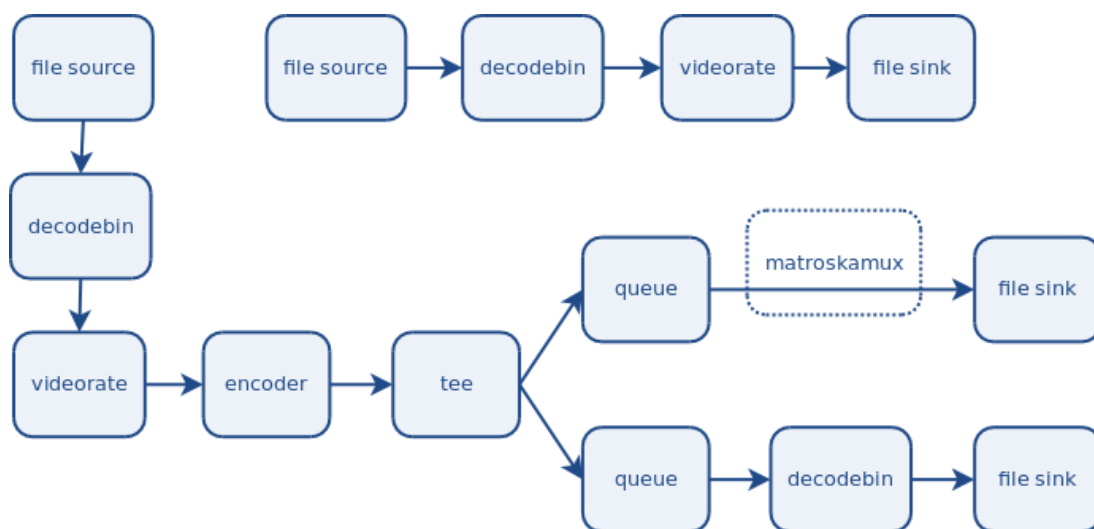 file source
file source
decodebin
videorate
file sink
decodebin
matroskamux
queue
file sink
videorate
encoder
tee
queue
decodebin
file sink